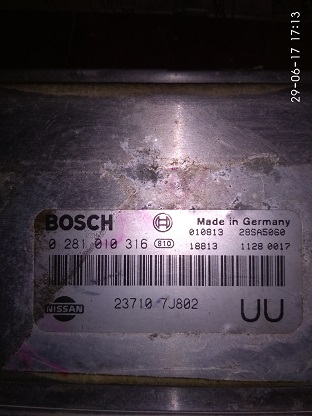 29-06-17 17:13
BOSCH Made in Germany
0 281 010 316 810 010813 28SA5060
18813 1128 0017
NISSAN 23710 7J802 UU